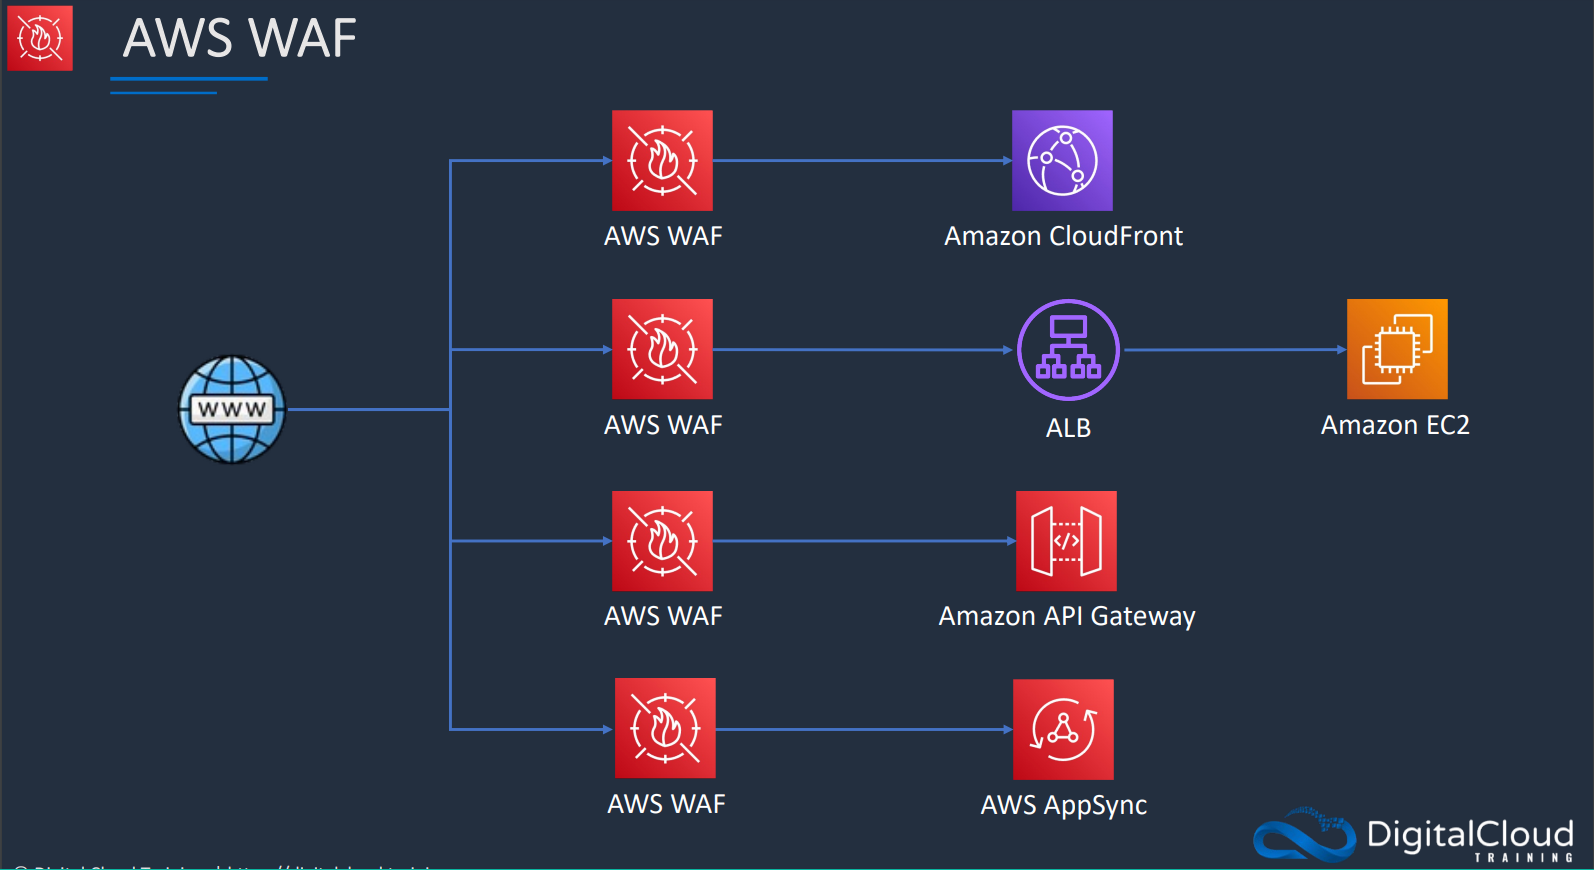 AWS WAF
AWS WAF
Amazon CloudFront
AWS WAF
ALB
Amazon EC2
WWW
AWS WAF
Amazon API Gateway
</>
AWS WAF
AWS AppSync
DigitalCloud
TRAINING